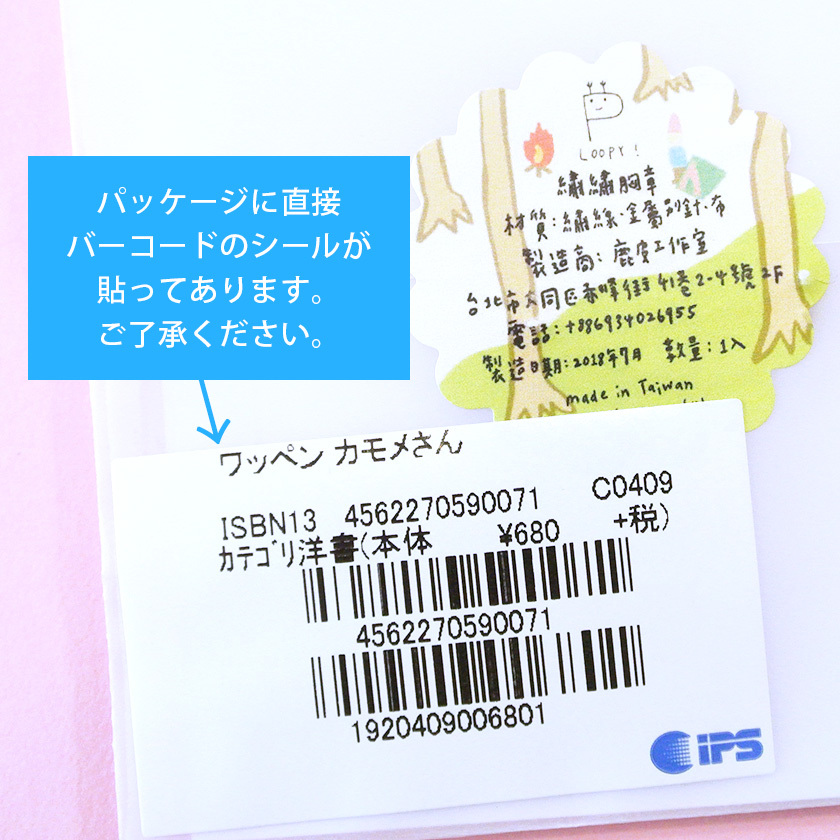 パッケージに直接
バーコードのシールが
貼ってあります。
ご了承ください。
P
LOOPY!
繡繡胸章
材質:繡線·金屬別針·布
製造商:鹿皮工作室
台北市大同區赤峰街41巷2-4號2F
電話:+886934026955
製造日期:2018年7月 數量:1入
made in Taiwan
ワッペン カモメさん
ISBN13 4562270590071 C0409
カテゴリ洋書(本体 ¥680 +税)
4562270590071
1920409006801
iPS